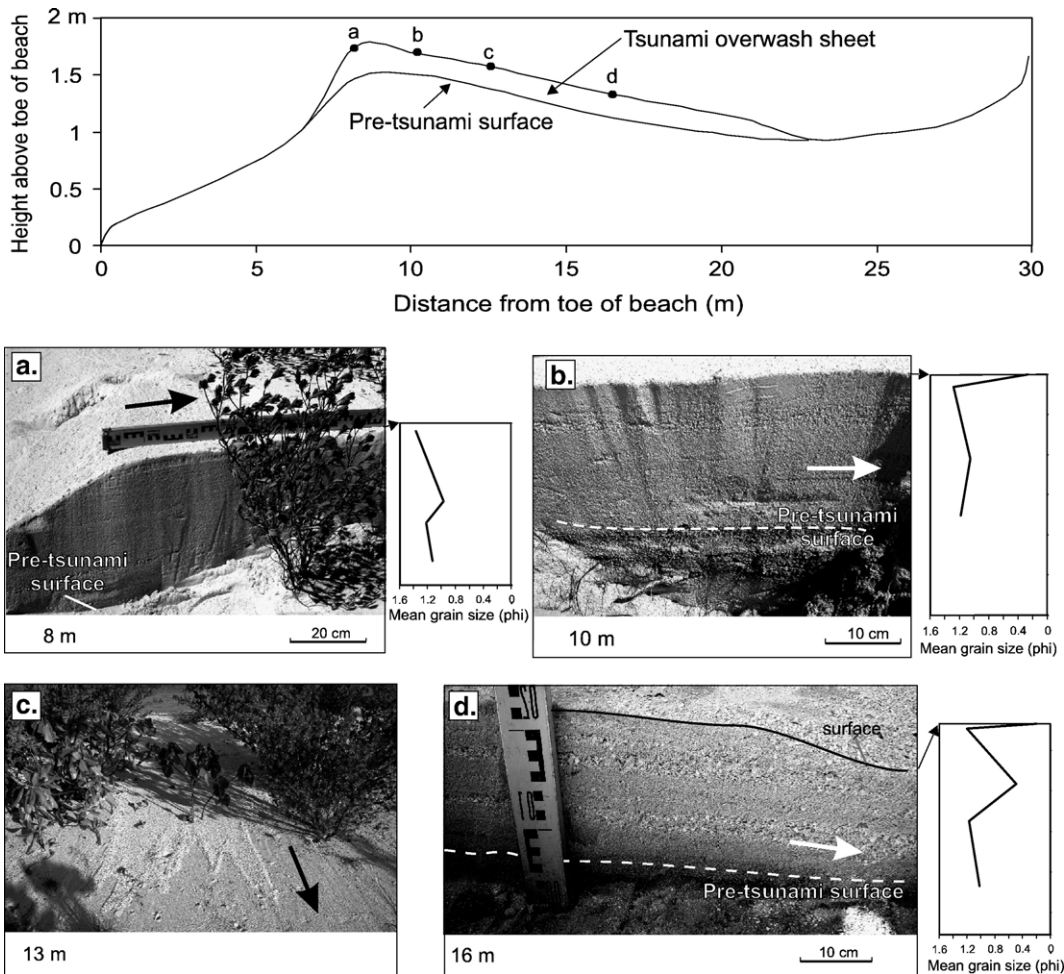 2 m
1.5
1
0.5
0
Height above toe of beach
a
b
c
d
Tsunami overwash sheet
Pre-tsunami surface
0
5
10
15
20
25
30
Distance from toe of beach (m)
a.
Pre-tsunami
surface
8 m
20 cm
1.6 1.2 0.8 0.4 0
Mean grain size (phi)
b.
Pre-tsunami
surface
10 m
10 cm
1.6 1.2 0.8 0.4 0
Mean grain size (phi)
c.
13 m
d.
surface
Pre-tsunami surface
16 m
10 cm
1.6 1.2 0.8 0.4 0
Mean grain size (phi)